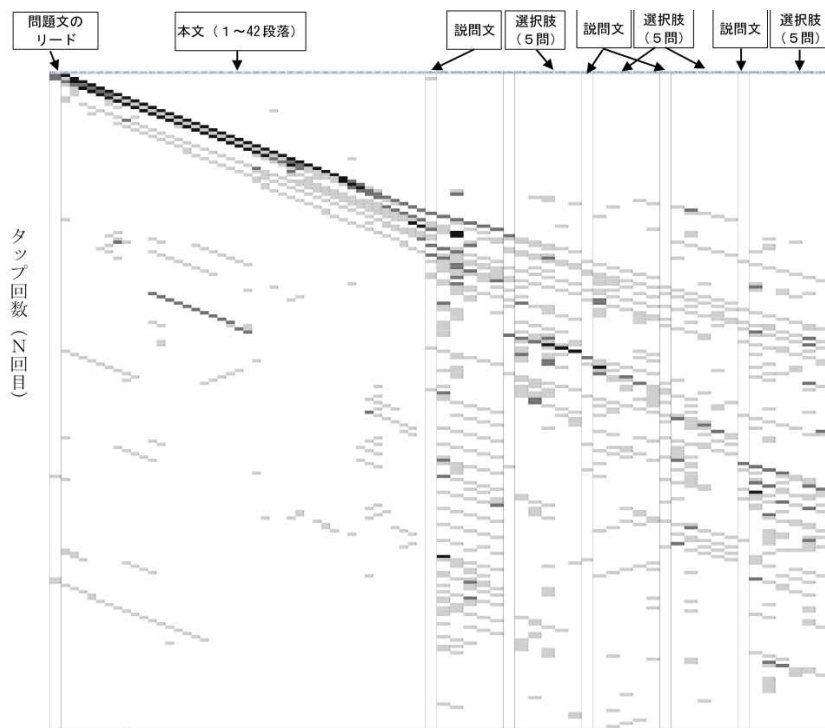 問題文の
リード
本文（１～42段落）
説問文
選択肢
（５問）
説問文
選択肢
（５問）
説問文
選択肢
（５問）
タップ回数（N回目）